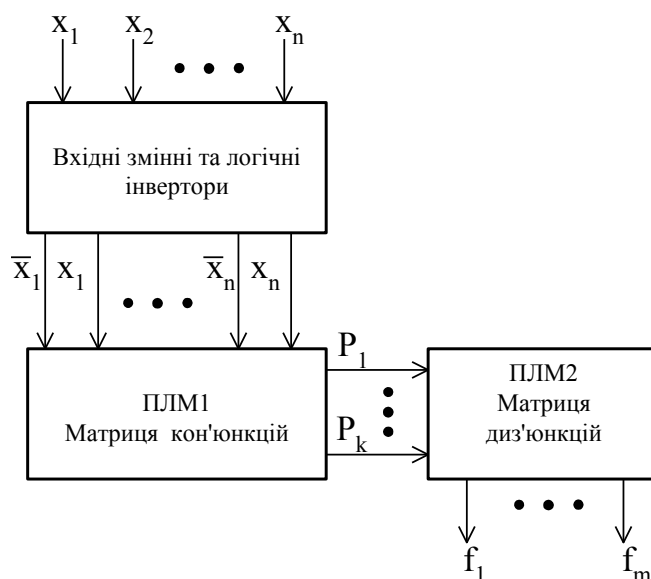 x₁ x₂ • • • xₙ
Вхідні змінні та логічні
інвертори
x̅₁ x₁ • • • x̅ₙ xₙ
ПЛМ1
Матриця кон'юнкцій
P₁
Pₖ
ПЛМ2
Матриця
диз'юнкцій
f₁ • • • fₘ